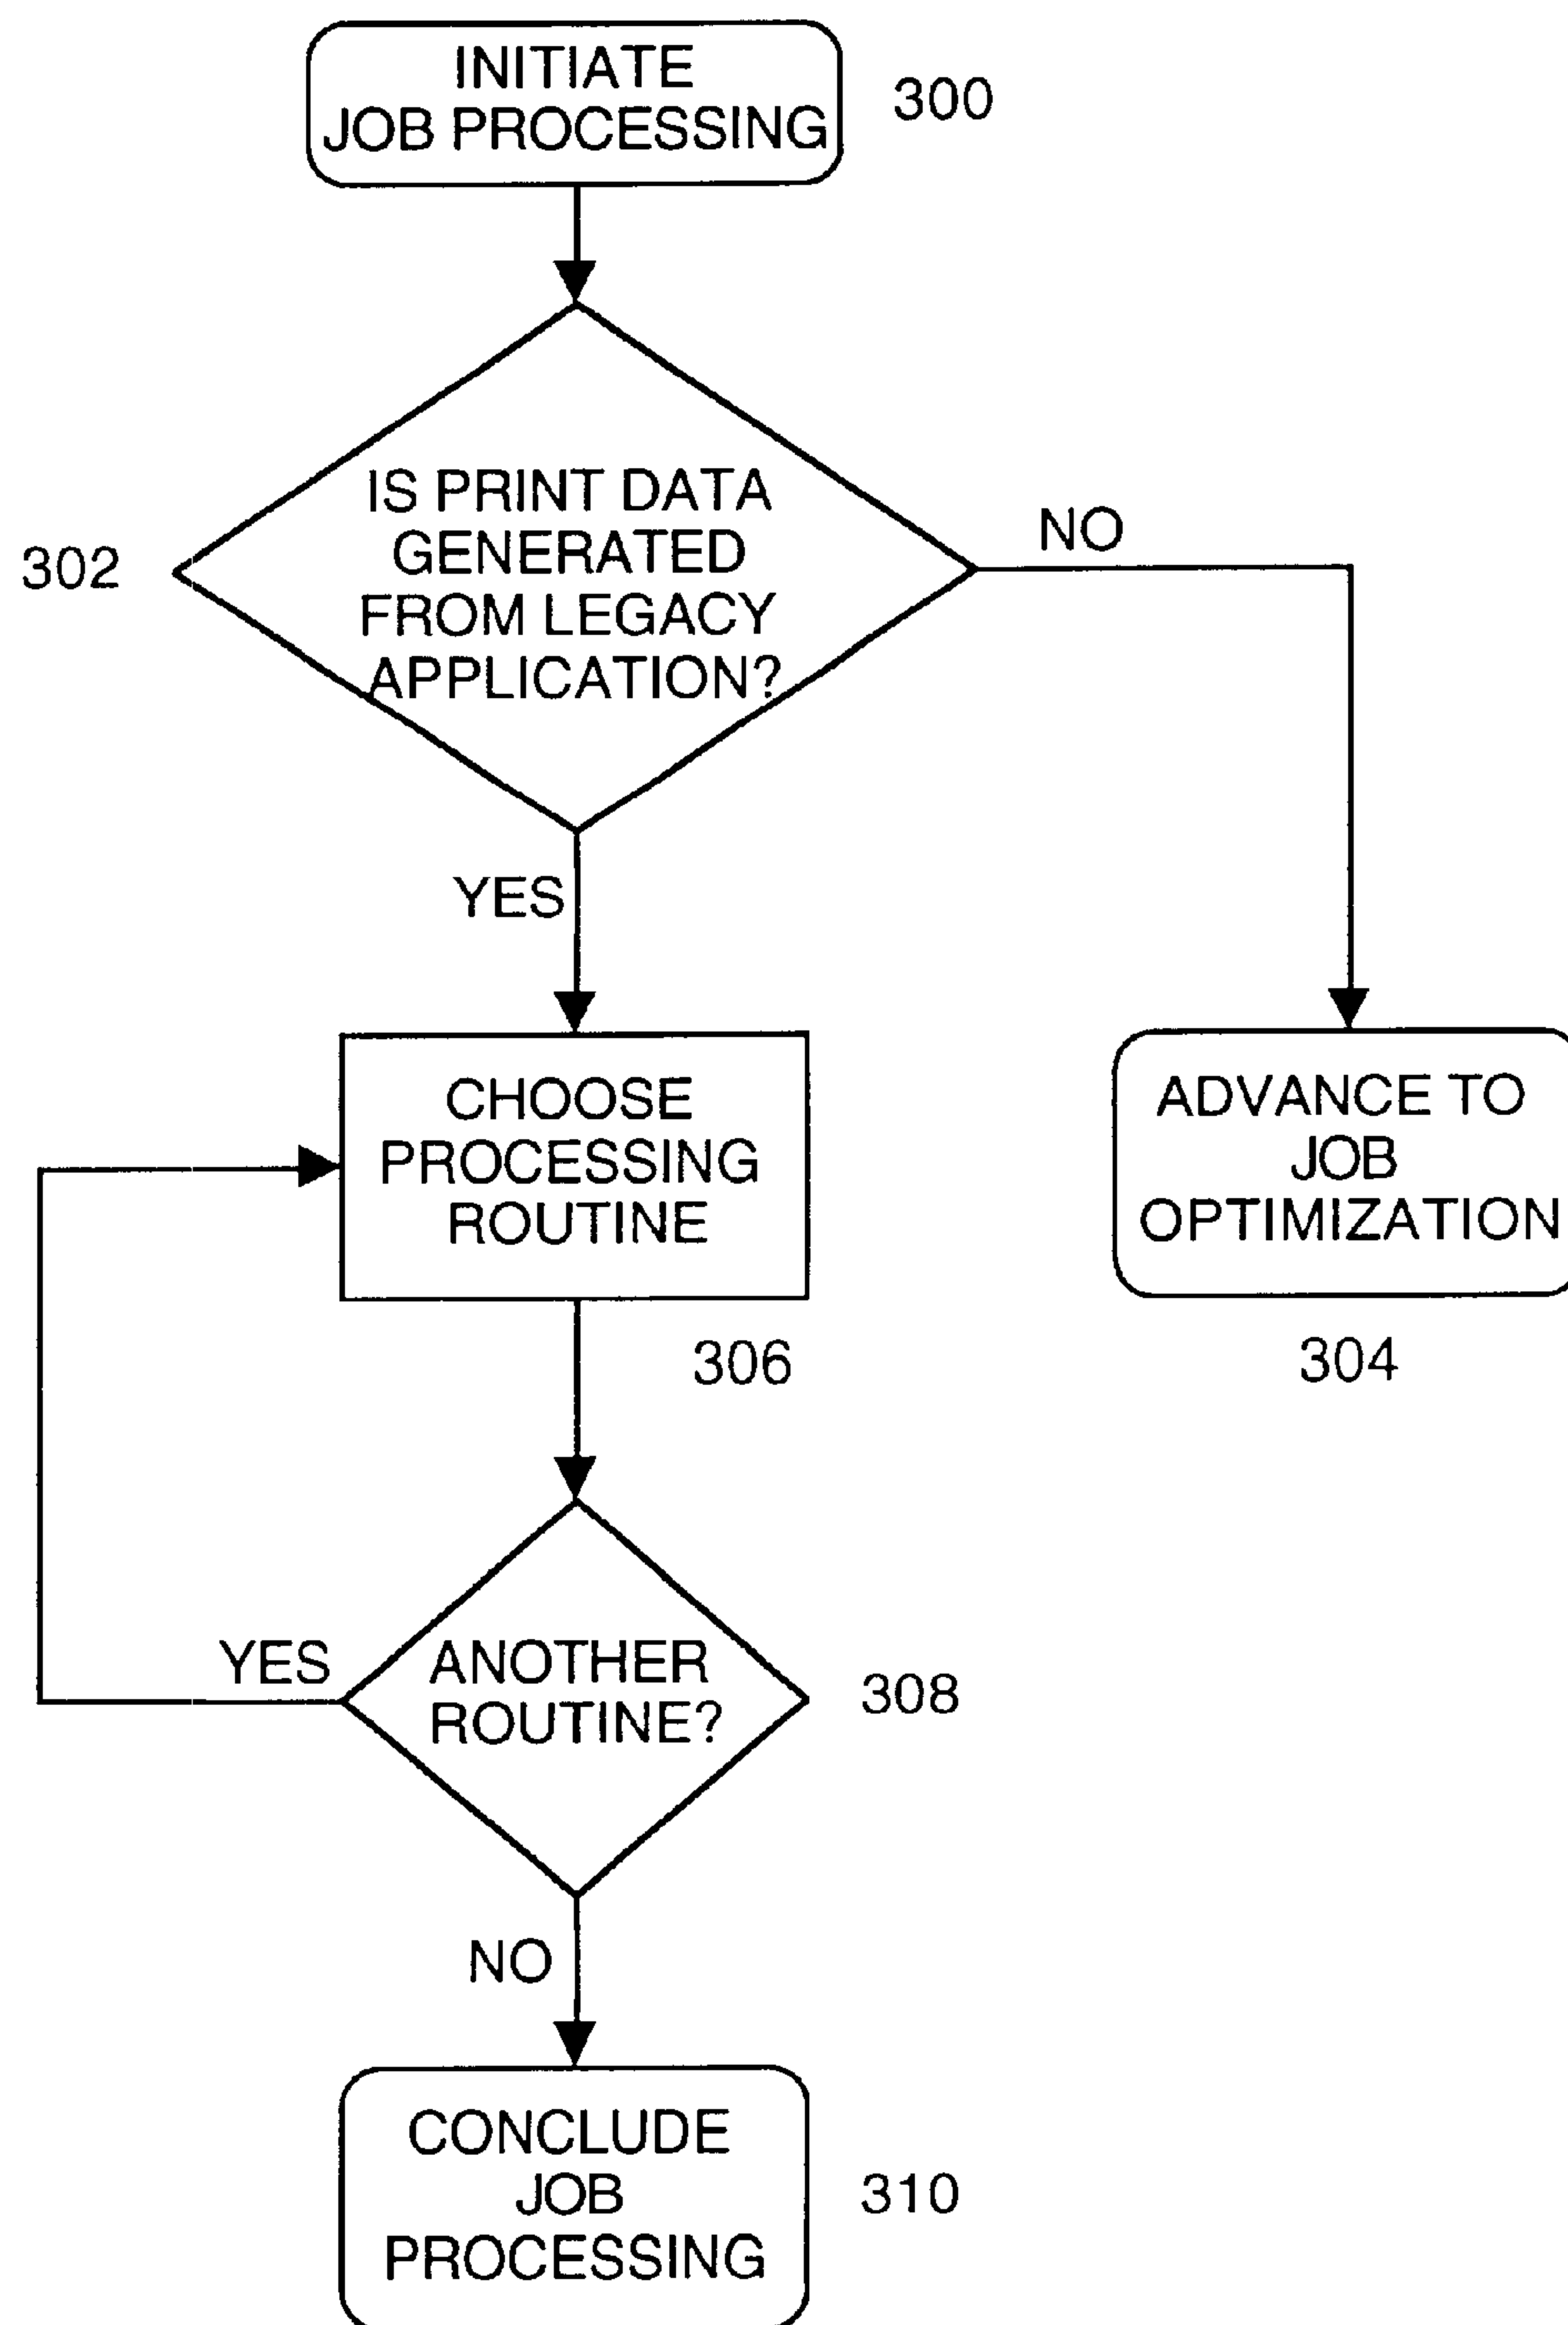 INITIATE
JOB PROCESSING
300
IS PRINT DATA
GENERATED
FROM LEGACY
APPLICATION?
302
NO
YES
CHOOSE
PROCESSING
ROUTINE
306
ADVANCE TO
JOB
OPTIMIZATION
304
ANOTHER
ROUTINE?
YES
308
NO
CONCLUDE
JOB
PROCESSING
310